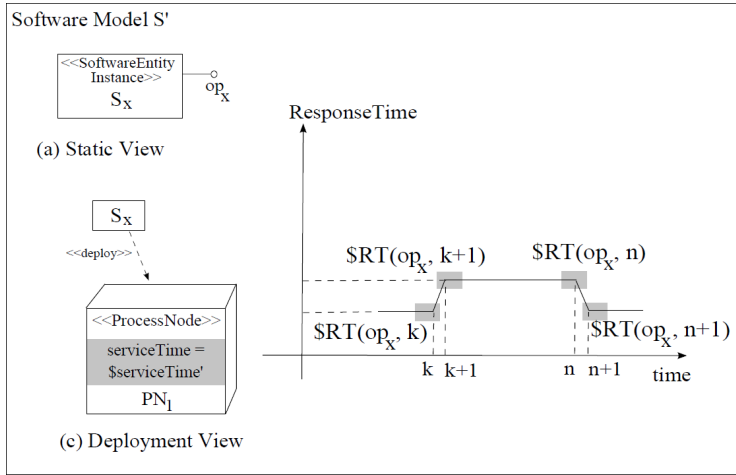 Software Model S'
<<SoftwareEntity
Instance>>
Sx
opx
(a) Static View
Sx
<<deploy>>
<<ProcessNode>>
serviceTime =
$serviceTime'
PN1
(c) Deployment View
ResponseTime
$RT(opx, k+1)
$RT(opx, n)
$RT(opx, k)
$RT(opx, n+1)
k
k+1
n
n+1
time